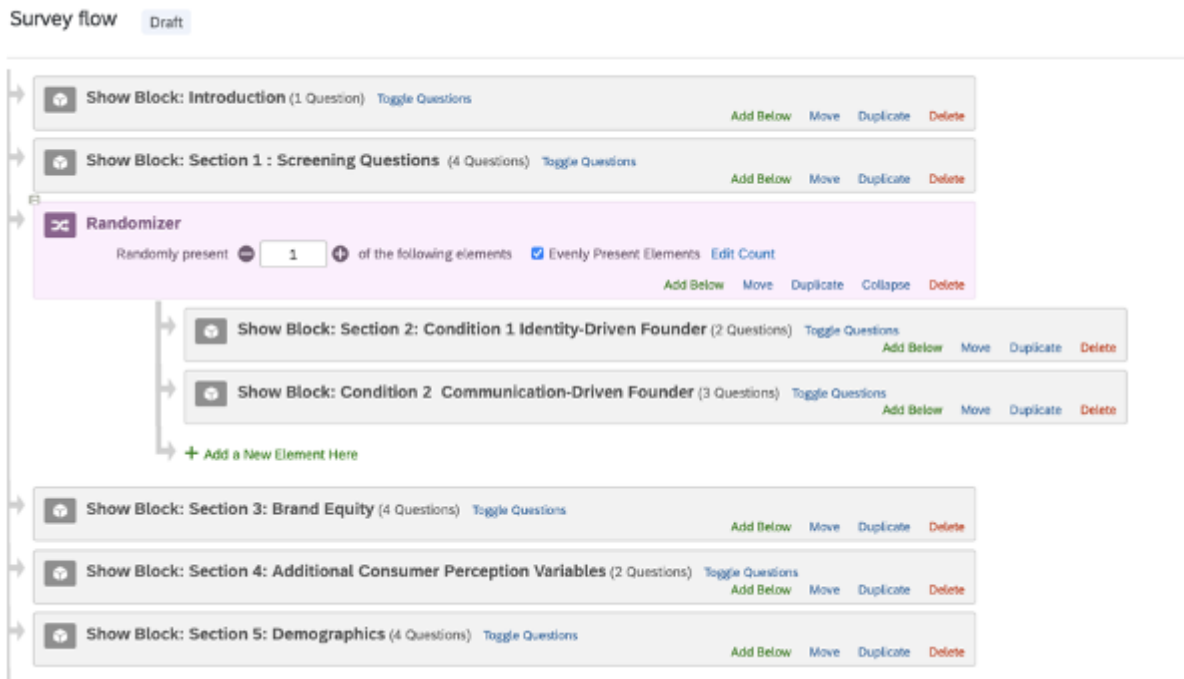 Survey flow Draft
Show Block: Introduction (1 Question) Toggle Questions
Add Below Move Duplicate Delete
Show Block: Section 1 : Screening Questions (4 Questions) Toggle Questions
Add Below Move Duplicate Delete
Randomizer
Randomly present 1 of the following elements Evenly Present Elements Edit Count
Add Below Move Duplicate Collapse Delete
Show Block: Section 2: Condition 1 Identity-Driven Founder (2 Questions) Toggle Questions
Add Below Move Duplicate Delete
Show Block: Condition 2 Communication-Driven Founder (3 Questions) Toggle Questions
Add Below Move Duplicate Delete
+ Add a New Element Here
Show Block: Section 3: Brand Equity (4 Questions) Toggle Questions
Add Below Move Duplicate Delete
Show Block: Section 4: Additional Consumer Perception Variables (2 Questions) Toggle Questions
Add Below Move Duplicate Delete
Show Block: Section 5: Demographics (4 Questions) Toggle Questions
Add Below Move Duplicate Delete